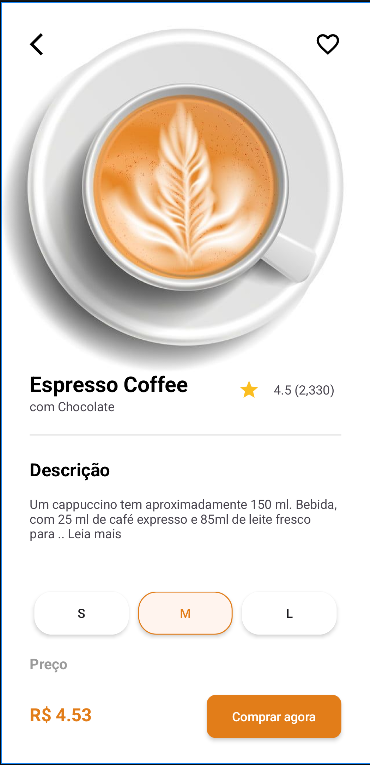 Espresso Coffee
4.5 (2,330)
com Chocolate
Descrição
Um cappuccino tem aproximadamente 150 ml. Bebida,
com 25 ml de café expresso e 85ml de leite fresco
para .. Leia mais
S
M
L
Preço
R$ 4.53
Comprar agora